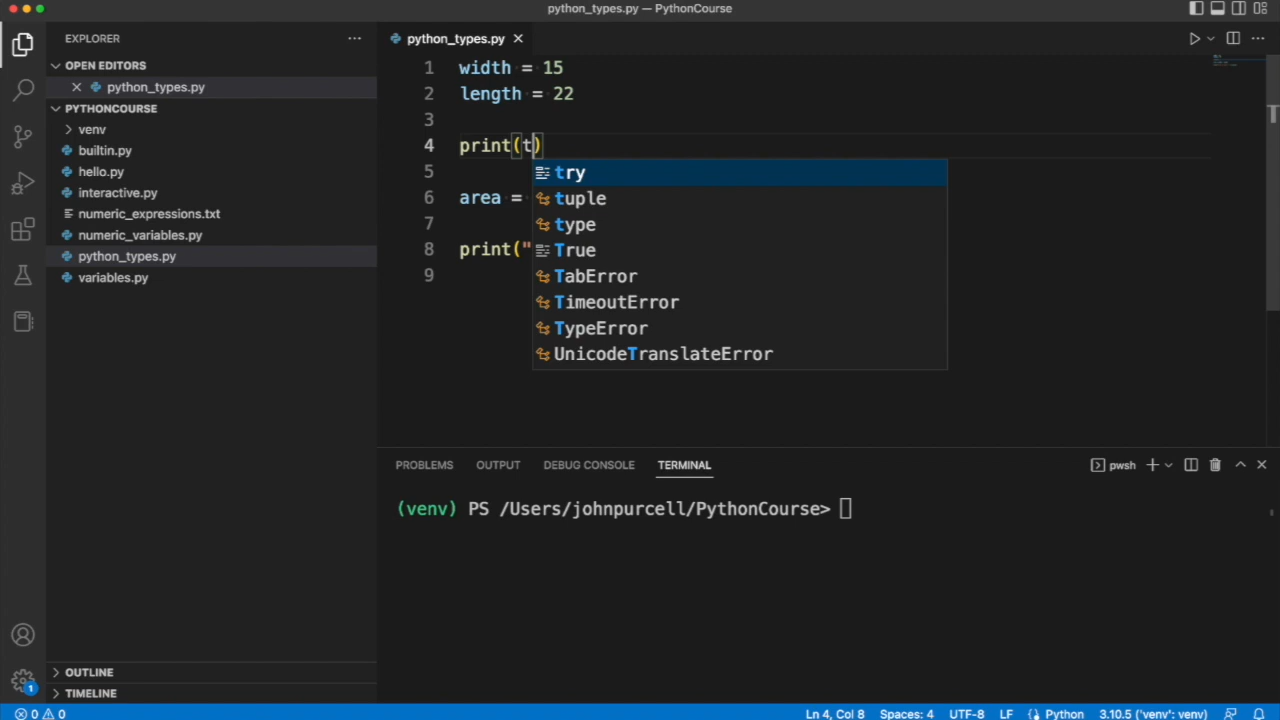 python_types.py — PythonCourse
EXPLORER
OPEN EDITORS
python_types.py
PYTHONCOURSE
venv
builtin.py
hello.py
interactive.py
numeric_expressions.txt
numeric_variables.py
python_types.py
variables.py
OUTLINE
TIMELINE
python_types.py
1 width = 15
2 length = 22
3
4 print(t)
5
6 area =
7
8 print("
9
try
tuple
type
True
TabError
TimeoutError
TypeError
UnicodeTranslateError
PROBLEMS OUTPUT DEBUG CONSOLE TERMINAL pwsh
(venv) PS /Users/johnpurcell/PythonCourse>
1
0 0 Ln 4, Col 8 Spaces: 4 UTF-8 LF Python 3.10.5 ('venv': venv)